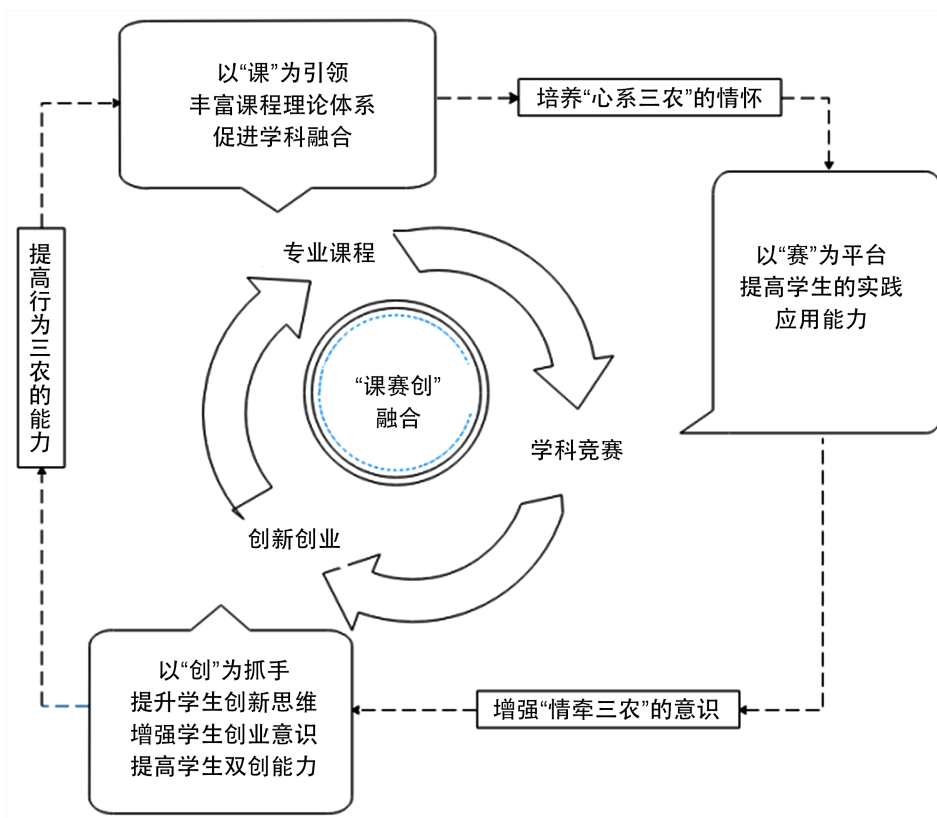 以“课”为引领
丰富课程理论体系
促进学科融合
培养“心系三农”的情怀
以“赛”为平台
提高学生的实践
应用能力
专业课程
提高行为三农的能力
“课赛创”
融合
学科竞赛
创新创业
以“创”为抓手
提升学生创新思维
增强学生创业意识
提高学生双创能力
增强“情牵三农”的意识